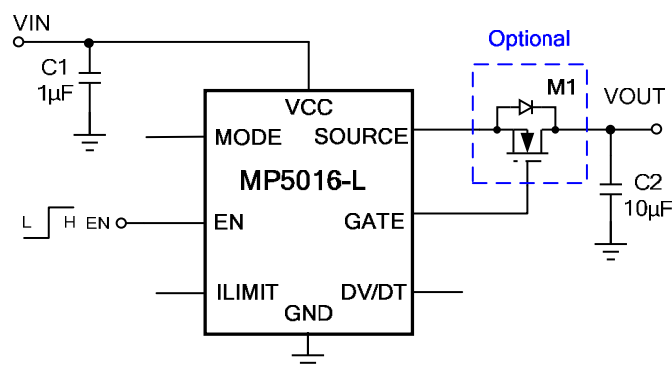 VIN
Optional
C1
1µF
M1
VOUT
VCC
MODE
SOURCE
MP5016-L
C2
10µF
L
H
EN
EN
GATE
ILIMIT
DV/DT
GND